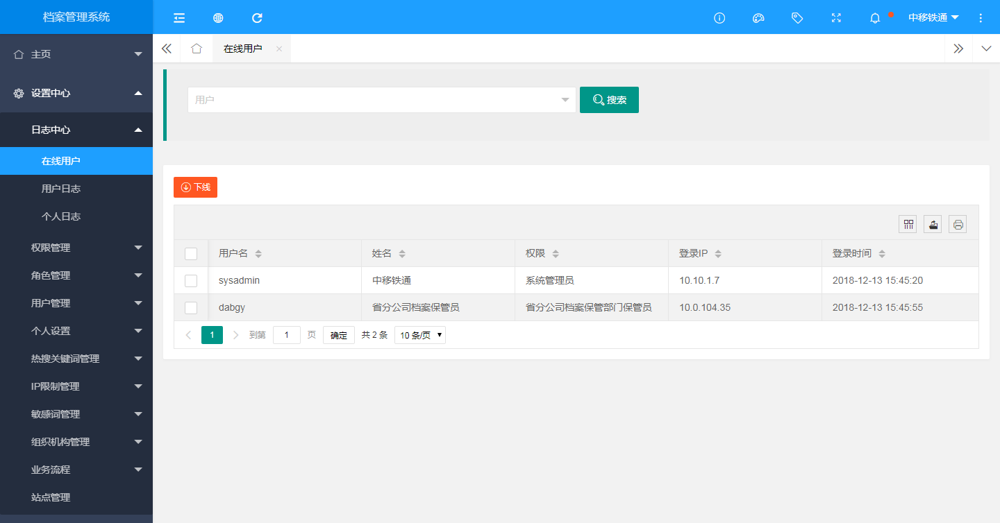 档案管理系统
中移铁通
主页
设置中心
日志中心
在线用户
用户日志
个人日志
权限管理
角色管理
用户管理
个人设置
热搜关键词管理
IP限制管理
敏感词管理
组织机构管理
业务流程
站点管理
在线用户
用户
搜索
下线
用户名 姓名 权限 登录IP 登录时间
sysadmin 中移铁通 系统管理员 10.10.1.7 2018-12-13 15:45:20
dabgy 省分公司档案保管员 省分公司档案保管部门保管员 10.0.104.35 2018-12-13 15:45:55
1 到第 1 页 确定 共 2 条 10 条/页